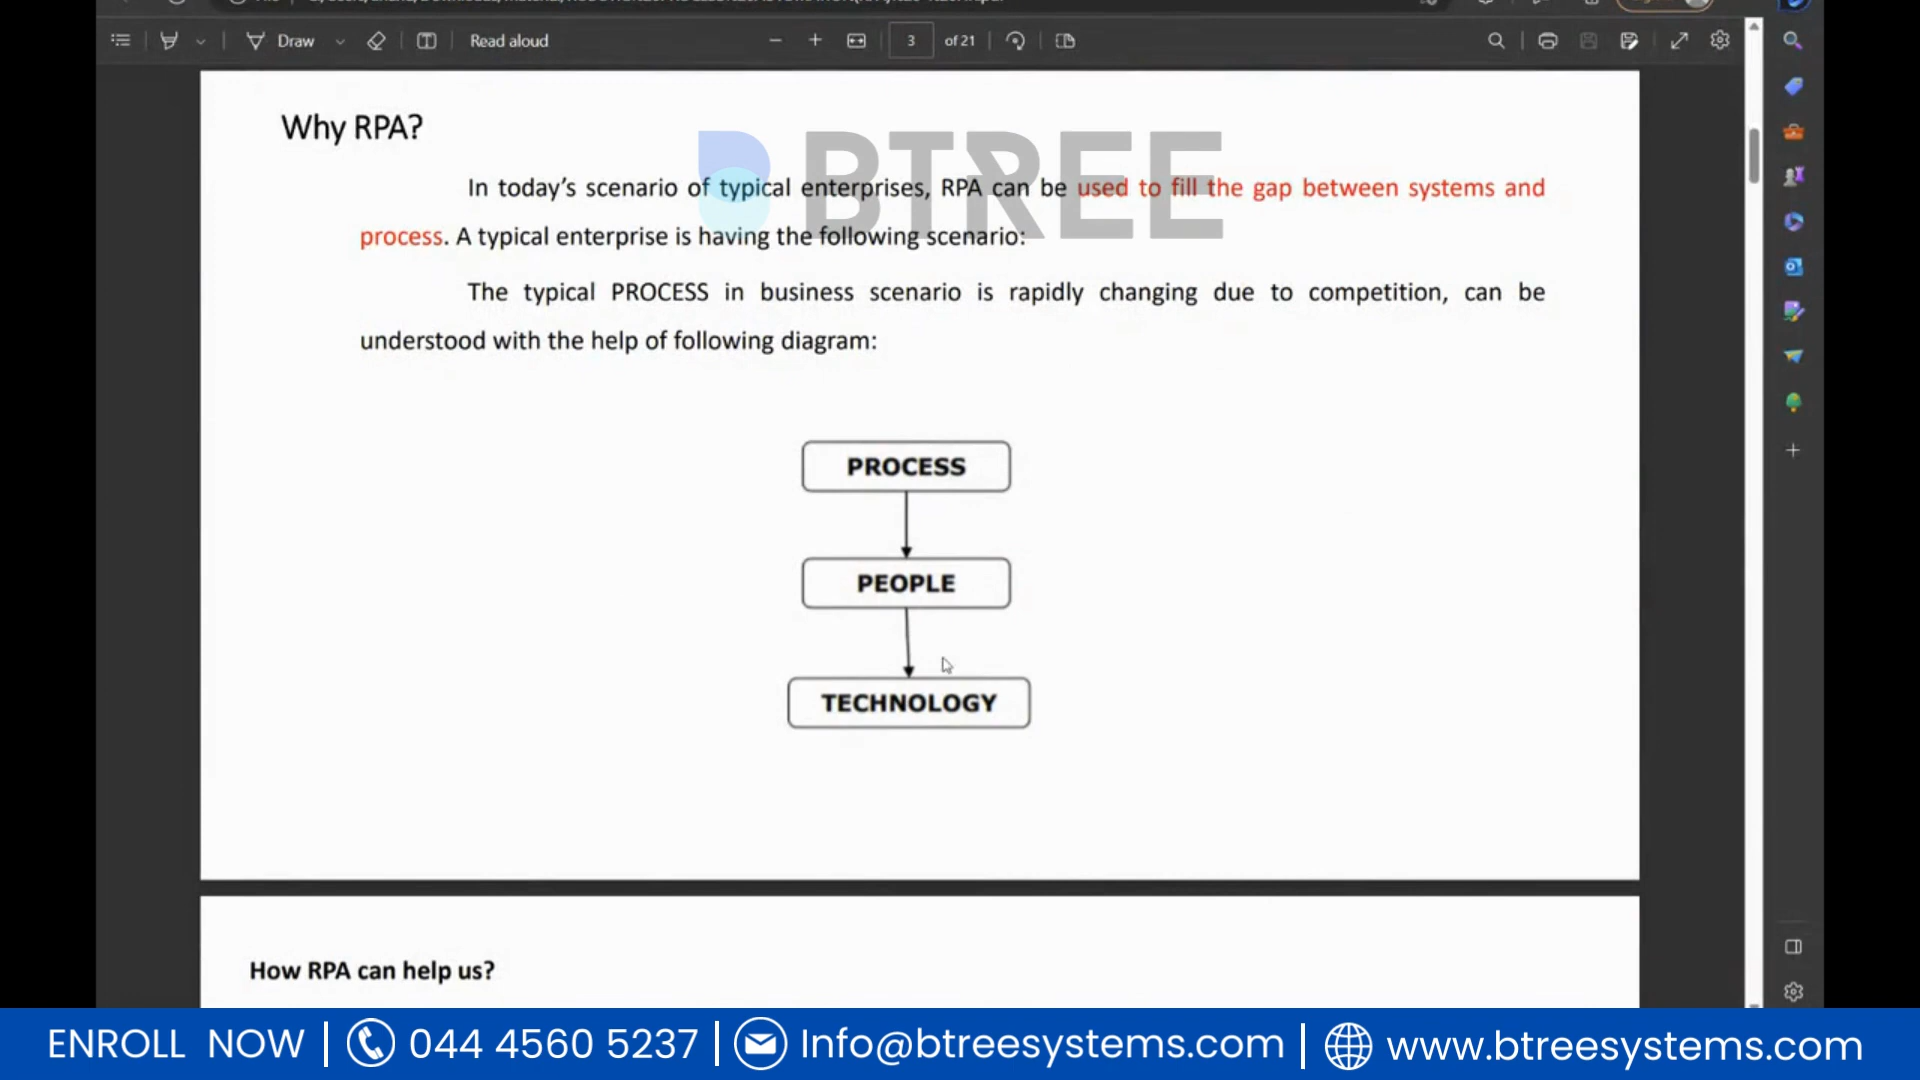 Draw
Read aloud
3 of 21
Why RPA?
BTREE
In today's scenario of typical enterprises, RPA can be used to fill the gap between systems and
process. A typical enterprise is having the following scenario:
The typical PROCESS in business scenario is rapidly changing due to competition, can be
understood with the help of following diagram:
PROCESS
PEOPLE
TECHNOLOGY
How RPA can help us?
ENROLL NOW | 044 4560 5237 | Info@btreesystems.com | www.btreesystems.com